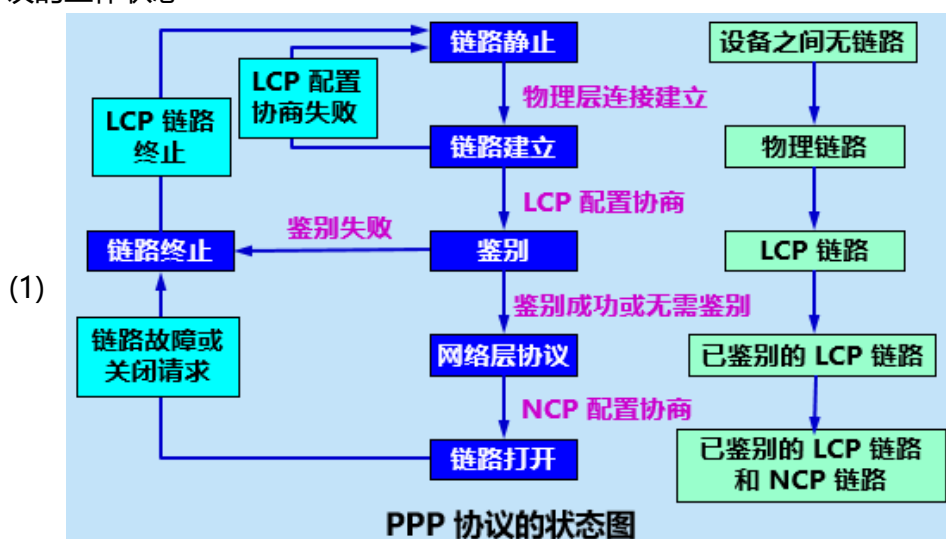 链路静止
设备之间无链路
LCP 配置
协商失败
物理层连接建立
LCP 链路
终止
链路建立
物理链路
LCP 配置协商
鉴别失败
链路终止
鉴别
LCP 链路
(1)
鉴别成功或无需鉴别
链路故障或
关闭请求
网络层协议
已鉴别的 LCP 链路
NCP 配置协商
链路打开
已鉴别的 LCP 链路
和 NCP 链路
PPP 协议的状态图